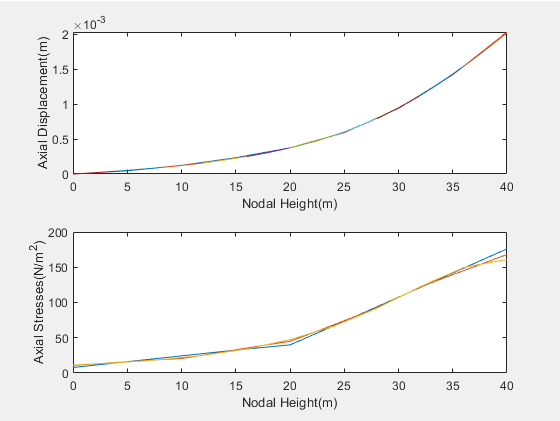 ×10-3
2
1.5
1
0.5
0
Axial Displacement(m)
0 5 10 15 20 25 30 35 40
Nodal Height(m)
200
150
100
50
0
Axial Stresses(N/m2)
0 5 10 15 20 25 30 35 40
Nodal Height(m)